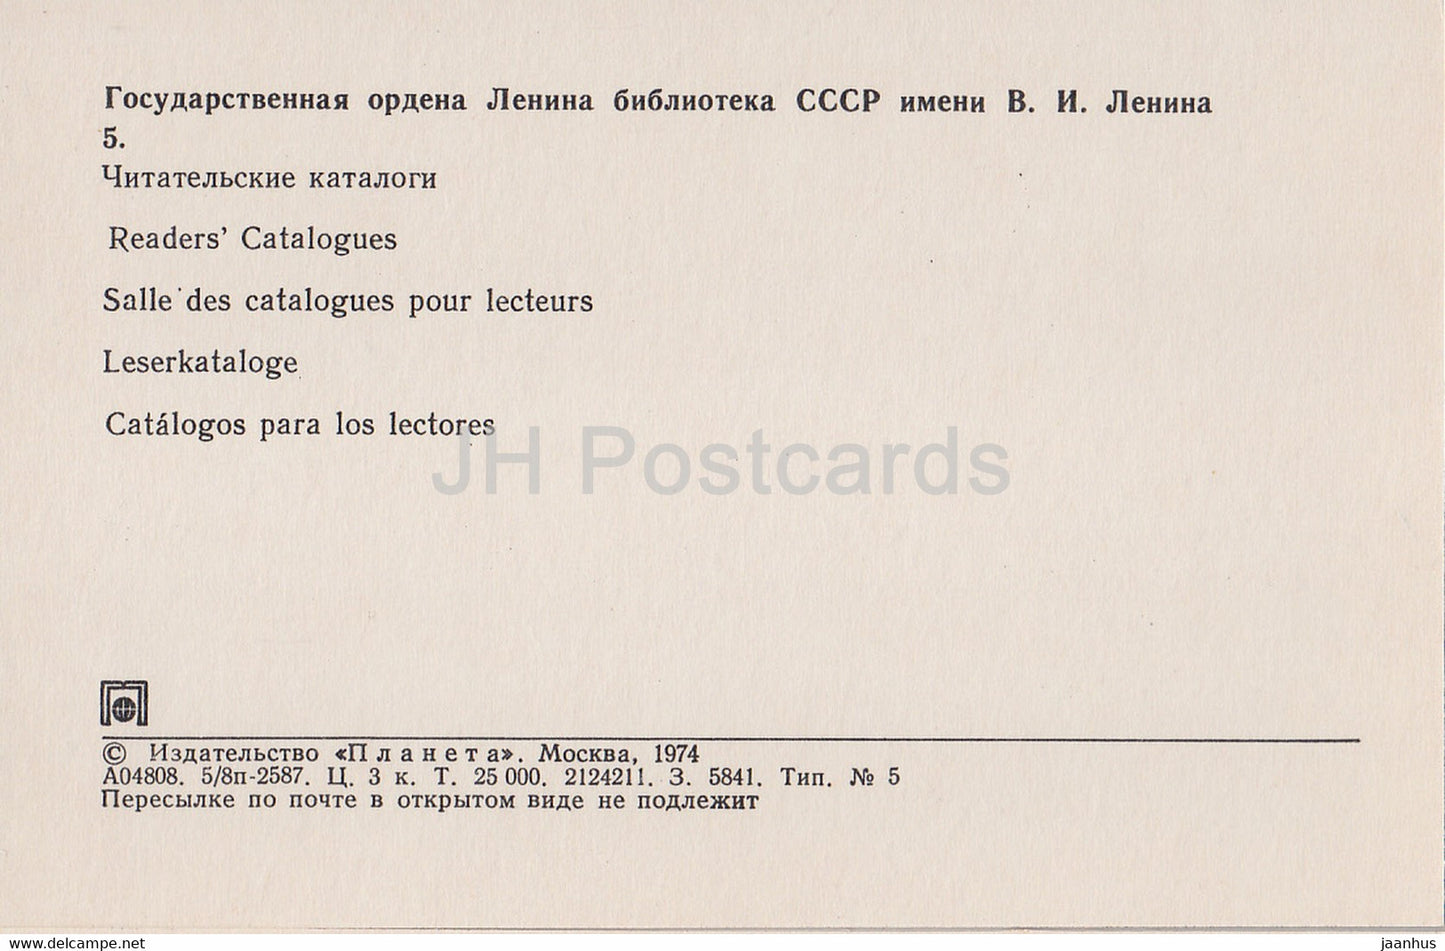 Государственная ордена Ленина библиотека СССР имени В. И. Ленина
5.
Читательские каталоги
Readers' Catalogues
Salle des catalogues pour lecteurs
Leserkataloge
Catálogos para los lectores
JH Postcards
© Издательство «Планета». Москва, 1974
А04808. 5/8п-2587. Ц. 3 к. Т. 25 000. 2124211. З. 5841. Тип. № 5
Пересылке по почте в открытом виде не подлежит
www.delcampe.net
jaanhus